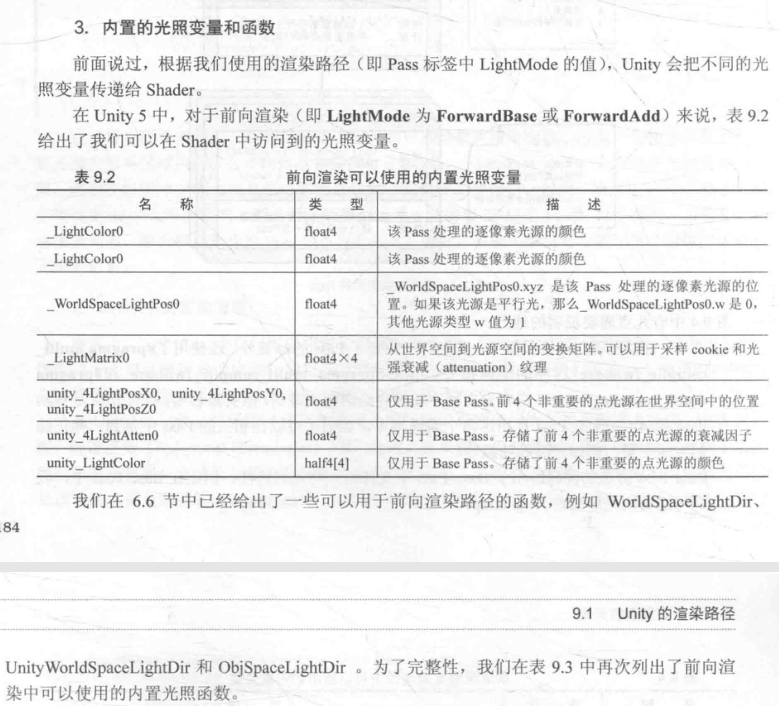 3. 内置的光照变量和函数
前面说过，根据我们使用的渲染路径（即 Pass 标签中 LightMode 的值），Unity 会把不同的光
照变量传递给 Shader。
在 Unity 5 中，对于前向渲染（即 LightMode 为 ForwardBase 或 ForwardAdd）来说，表 9.2
给出了我们可以在 Shader 中访问到的光照变量。
表 9.2 前向渲染可以使用的内置光照变量
名 称 类 型 描 述
_LightColor0 float4 该 Pass 处理的逐像素光源的颜色
_LightColor0 float4 该 Pass 处理的逐像素光源的颜色
_WorldSpaceLightPos0.xyz 是该 Pass 处理的逐像素光源的位
_WorldSpaceLightPos0 float4 置。如果该光源是平行光，那么_WorldSpaceLightPos0.w 是 0，
其他光源类型 w 值为 1
_LightMatrix0 float4×4 从世界空间到光源空间的变换矩阵。可以用于采样 cookie 和光
强衰减（attenuation）纹理
unity_4LightPosX0, unity_4LightPosY0,
unity_4LightPosZ0 float4 仅用于 Base Pass。前 4 个非重要的点光源在世界空间中的位置
unity_4LightAtten0 float4 仅用于 Base Pass。存储了前 4 个非重要的点光源的衰减因子
unity_LightColor half4[4] 仅用于 Base Pass。存储了前 4 个非重要的点光源的颜色
我们在 6.6 节中已经给出了一些可以用于前向渲染路径的函数，例如 WorldSpaceLightDir、
84
9.1 Unity 的渲染路径
UnityWorldSpaceLightDir 和 ObjSpaceLightDir 。为了完整性，我们在表 9.3 中再次列出了前向渲
染中可以使用的内置光照函数。